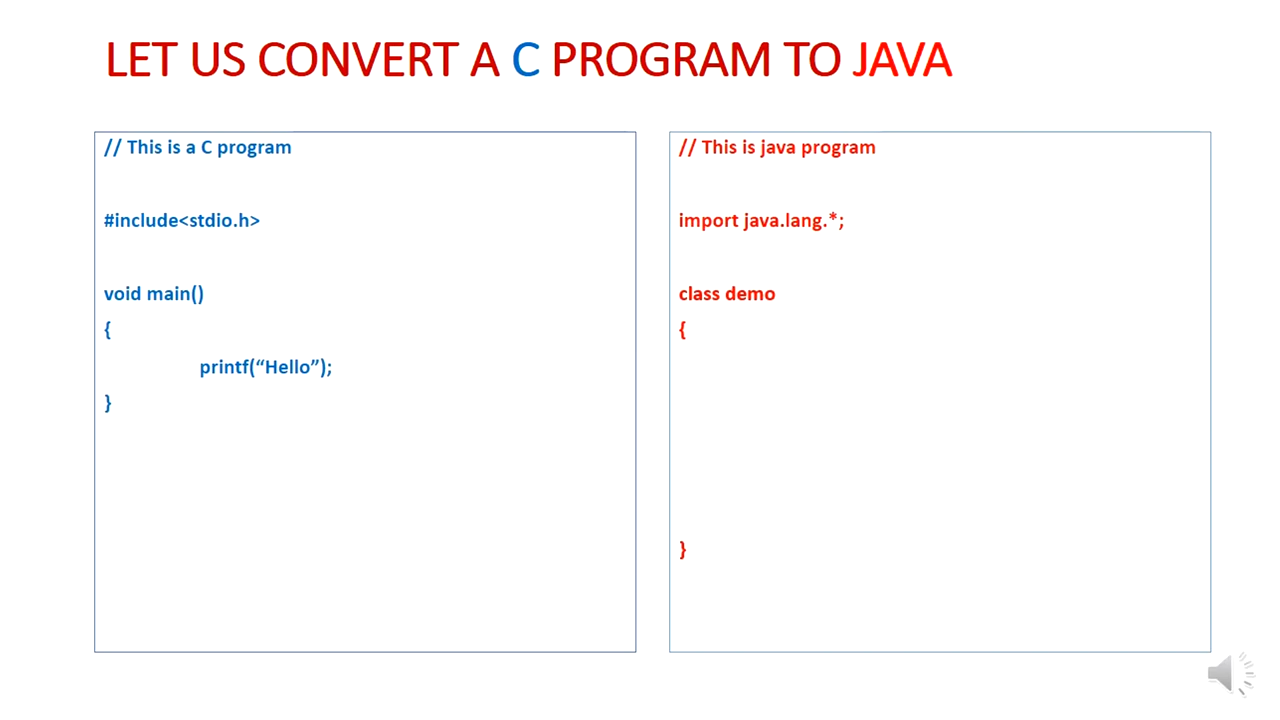 LET US CONVERT A C PROGRAM TO JAVA
// This is a C program
#include<stdio.h>
void main()
{
printf(“Hello”);
}
// This is java program
import java.lang.*;
class demo
{
}